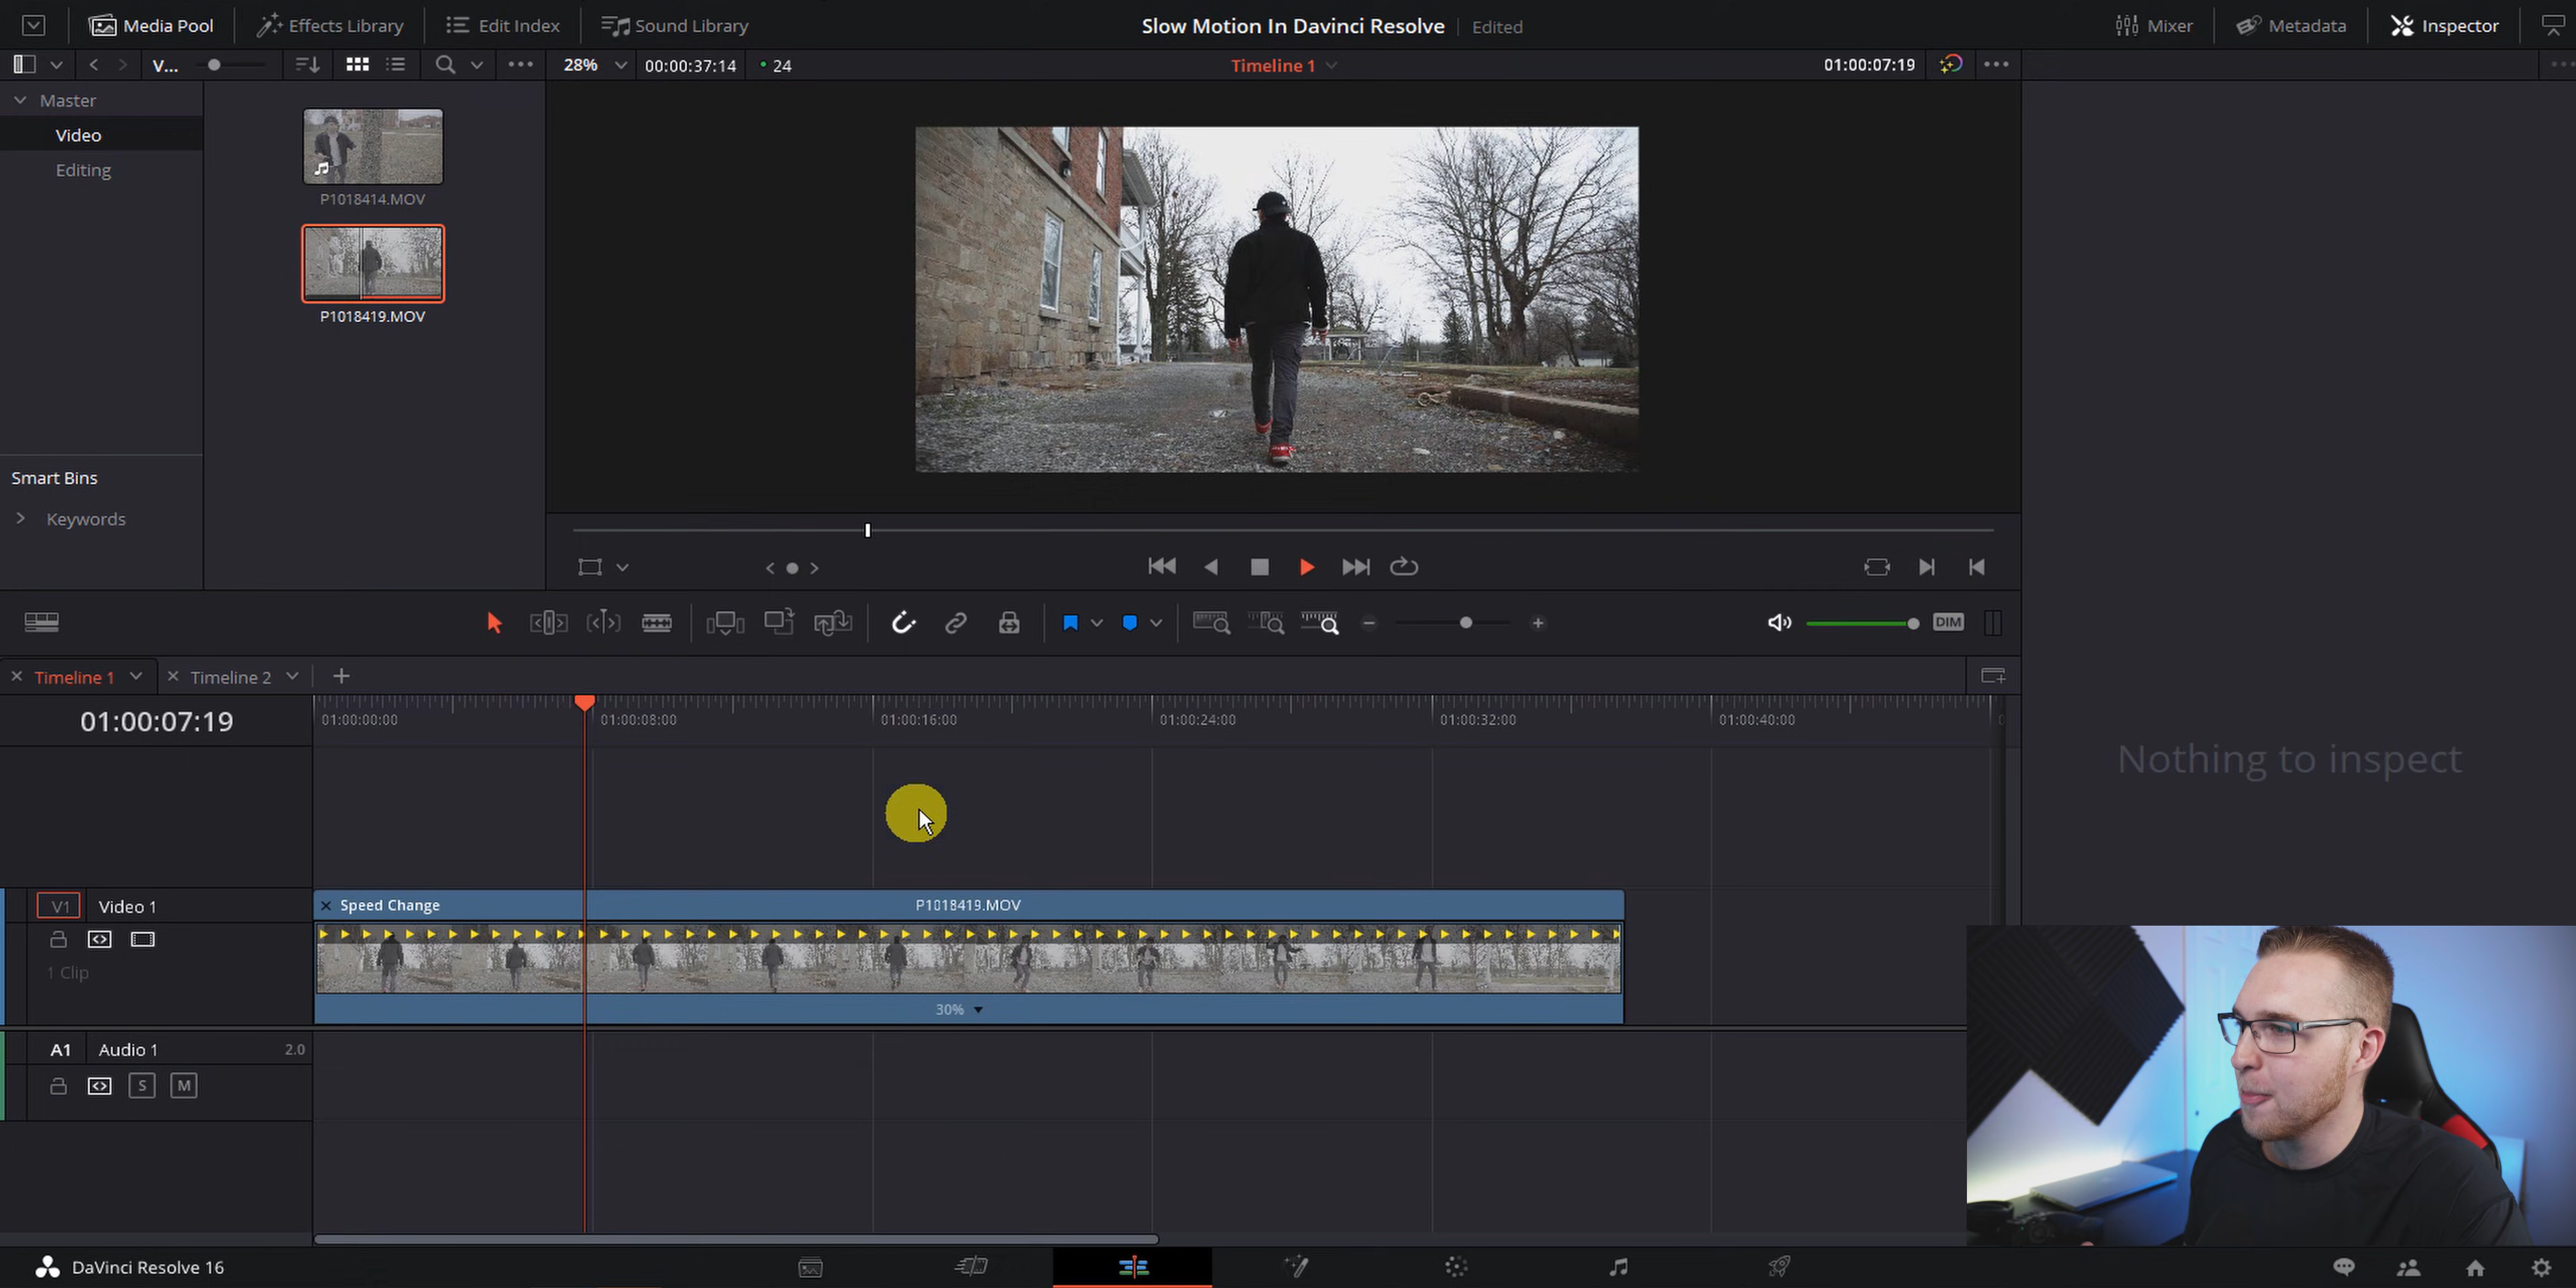 Media Pool
Effects Library
Edit Index
Sound Library
Slow Motion In Davinci Resolve
Edited
Mixer
Metadata
Inspector
V...
28%
00:00:37:14
24
Timeline 1
01:00:07:19
Master
Video
Editing
P1018414.MOV
P1018419.MOV
Smart Bins
Keywords
DIM
Timeline 1
Timeline 2
01:00:07:19
01:00:00:00
01:00:08:00
01:00:16:00
01:00:24:00
01:00:32:00
01:00:40:00
Nothing to inspect
V1
Video 1
1 Clip
Speed Change
P1018419.MOV
30%
A1
Audio 1
2.0
S
M
DaVinci Resolve 16